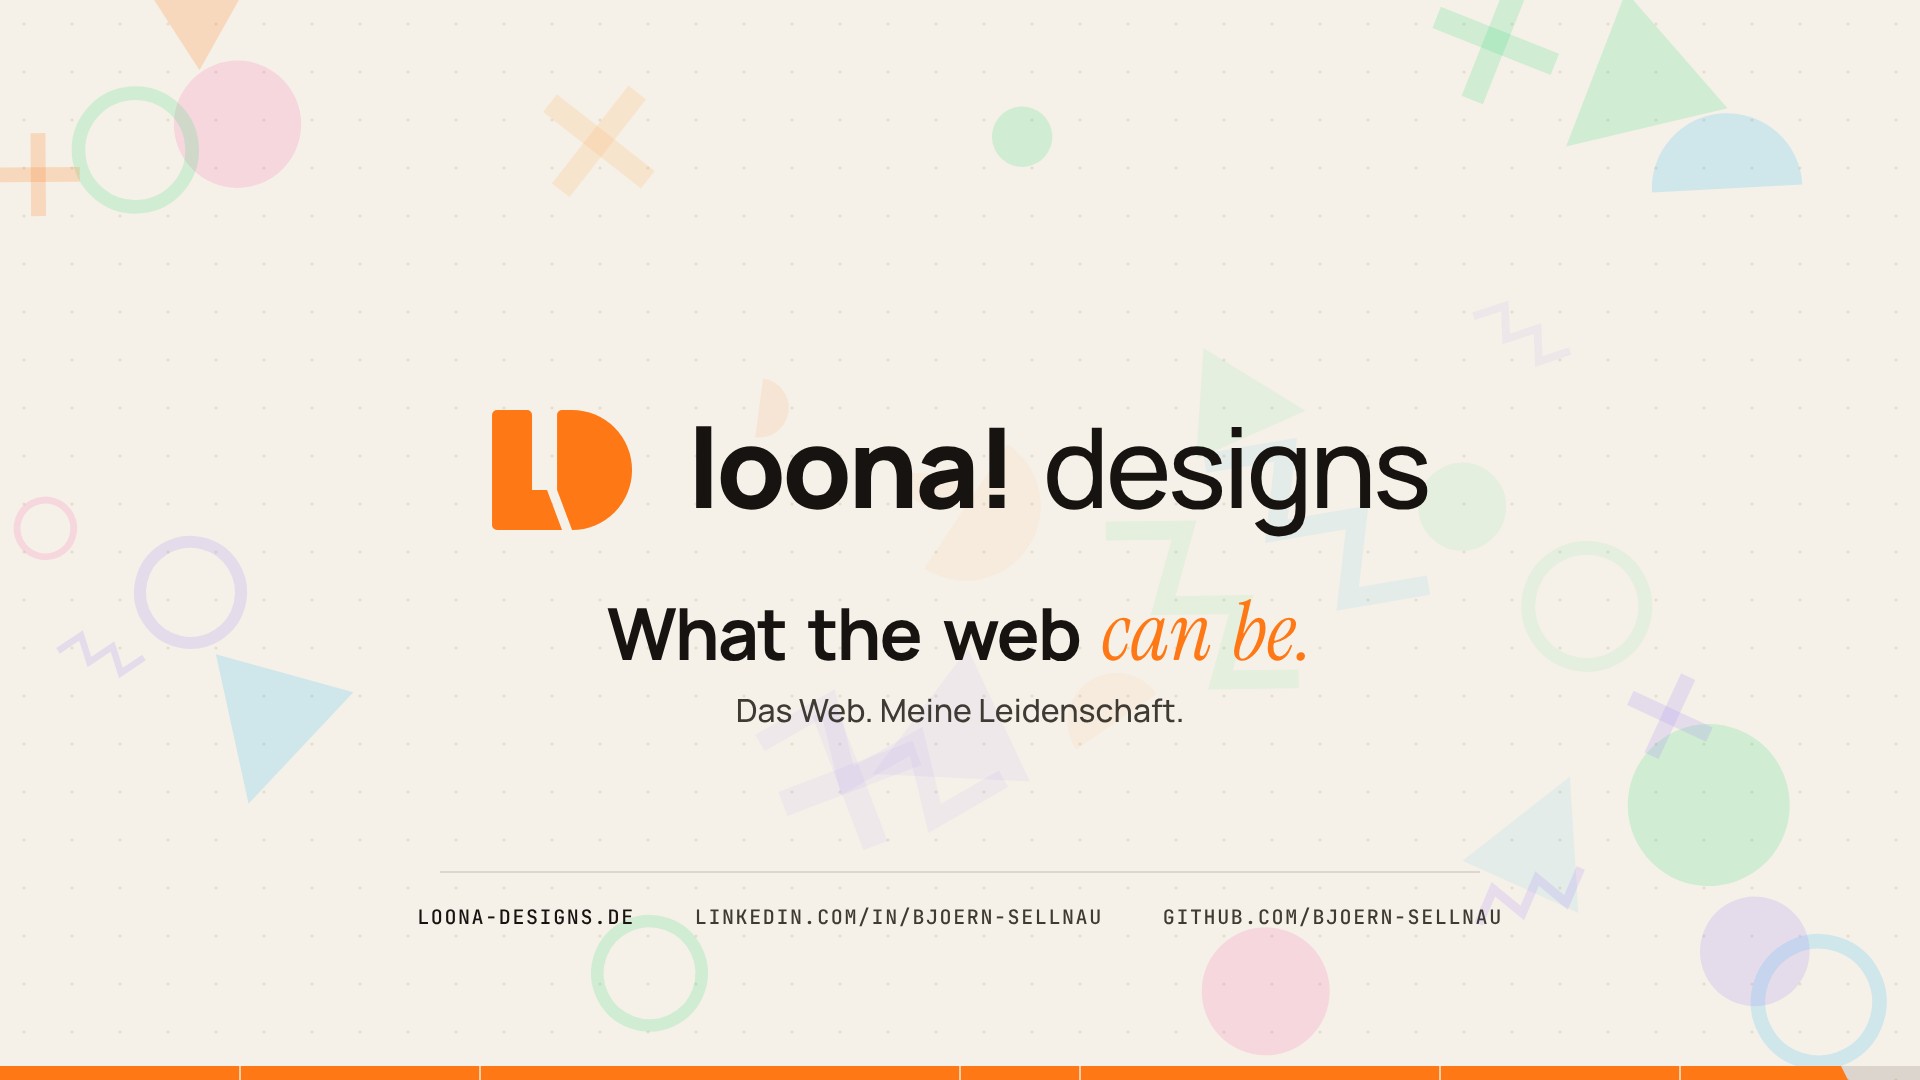 loona! designs
What the web can be.
Das Web. Meine Leidenschaft.
LOONA-DESIGNS.DE LINKEDIN.COM/IN/BJOERN-SELLNAU GITHUB.COM/BJOERN-SELLNAU